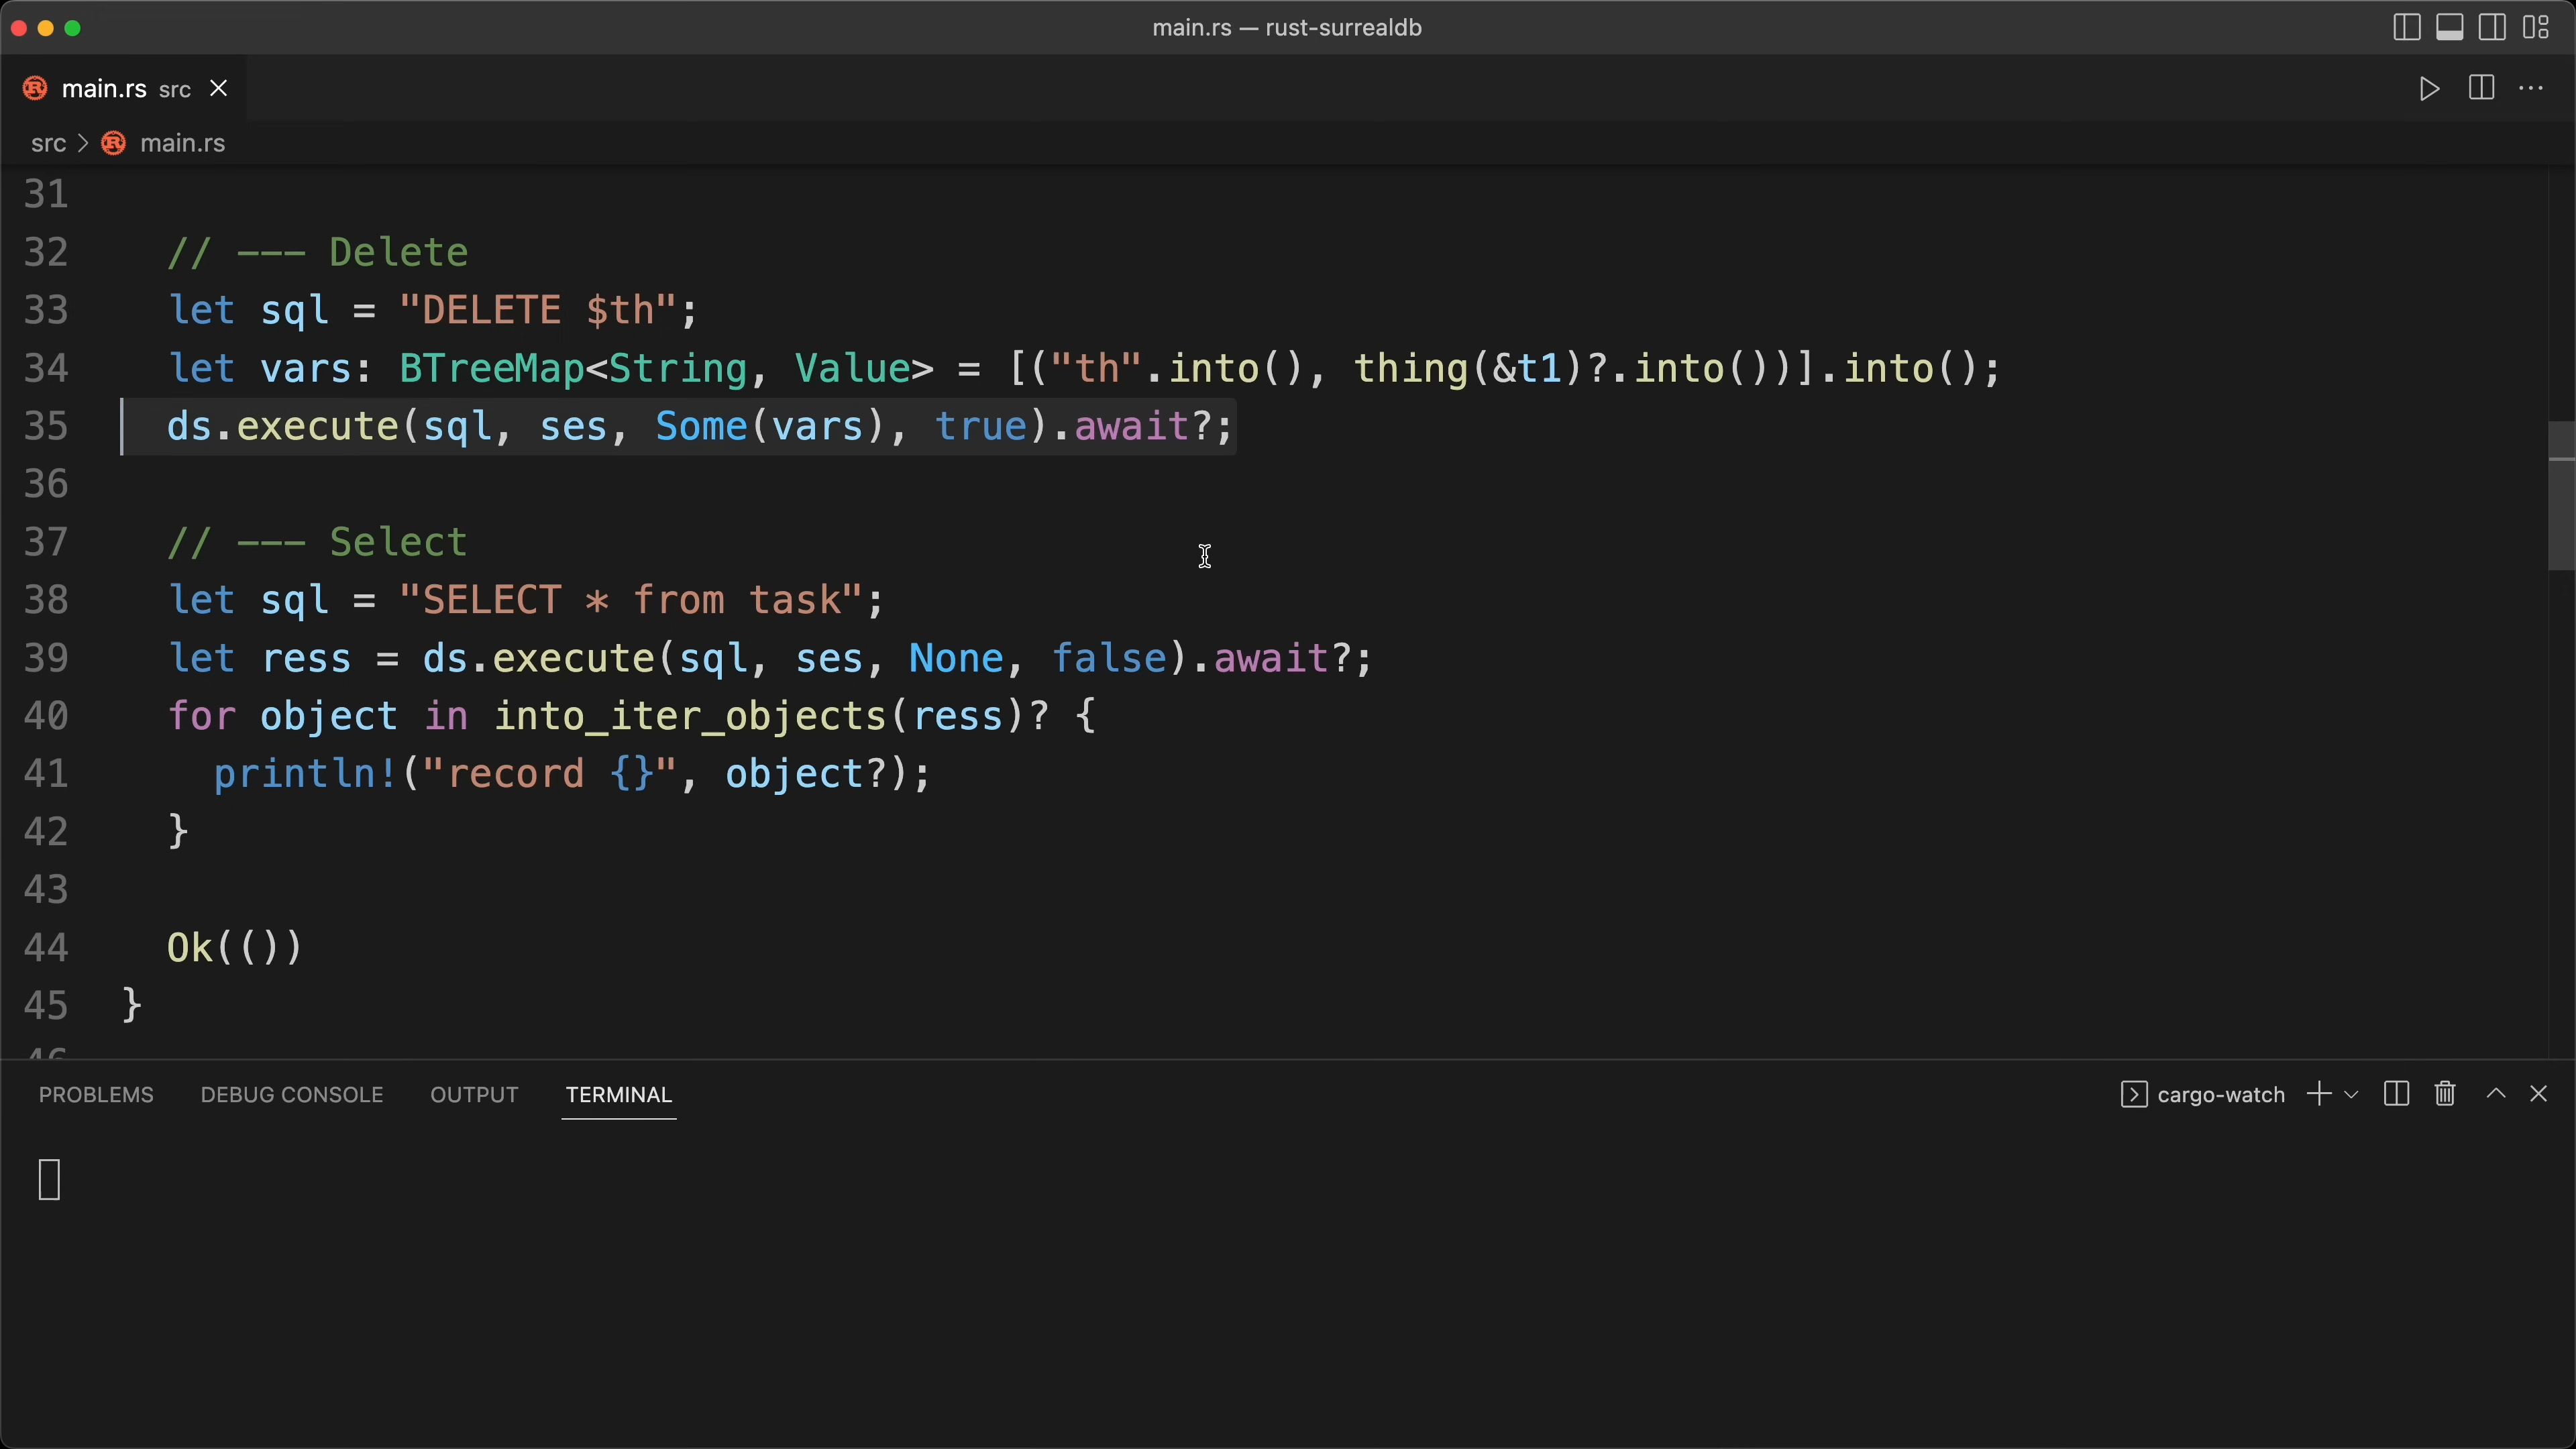 main.rs — rust-surrealdb
main.rs src
src > main.rs
31
32 // --- Delete
33 let sql = "DELETE $th";
34 let vars: BTreeMap<String, Value> = [("th".into(), thing(&t1)?.into())].into();
35 ds.execute(sql, ses, Some(vars), true).await?;
36
37 // --- Select
38 let sql = "SELECT * from task";
39 let ress = ds.execute(sql, ses, None, false).await?;
40 for object in into_iter_objects(ress)? {
41 println!("record {}", object?);
42 }
43
44 Ok(())
45 }
46
PROBLEMS DEBUG CONSOLE OUTPUT TERMINAL cargo-watch